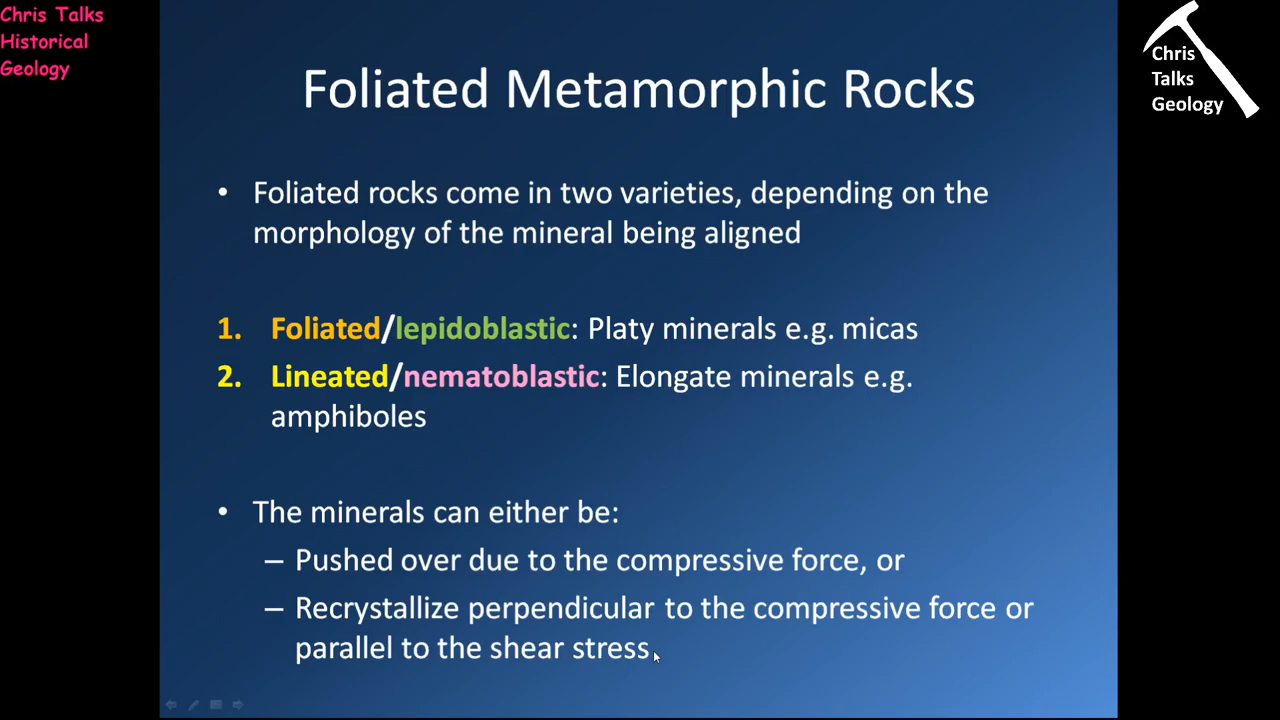 Chris Talks
Historical
Geology
Chris
Talks
Geology
Foliated Metamorphic Rocks
• Foliated rocks come in two varieties, depending on the
morphology of the mineral being aligned
1. Foliated/lepidoblastic: Platy minerals e.g. micas
2. Lineated/nematoblastic: Elongate minerals e.g.
amphiboles
• The minerals can either be:
– Pushed over due to the compressive force, or
– Recrystallize perpendicular to the compressive force or
parallel to the shear stress